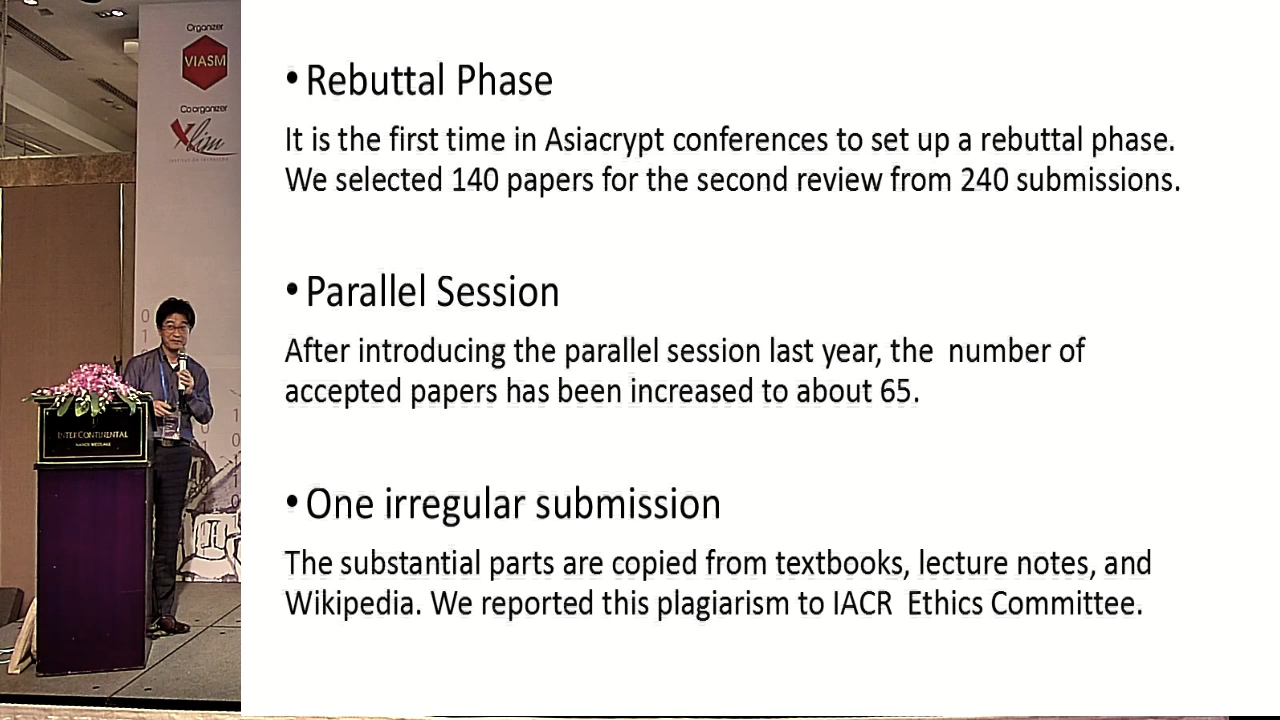 Organizer
VIASM
Co organizer
Xlim
INTERCONTINENTAL
• Rebuttal Phase
It is the first time in Asiacrypt conferences to set up a rebuttal phase.
We selected 140 papers for the second review from 240 submissions.
• Parallel Session
After introducing the parallel session last year, the number of
accepted papers has been increased to about 65.
• One irregular submission
The substantial parts are copied from textbooks, lecture notes, and
Wikipedia. We reported this plagiarism to IACR Ethics Committee.